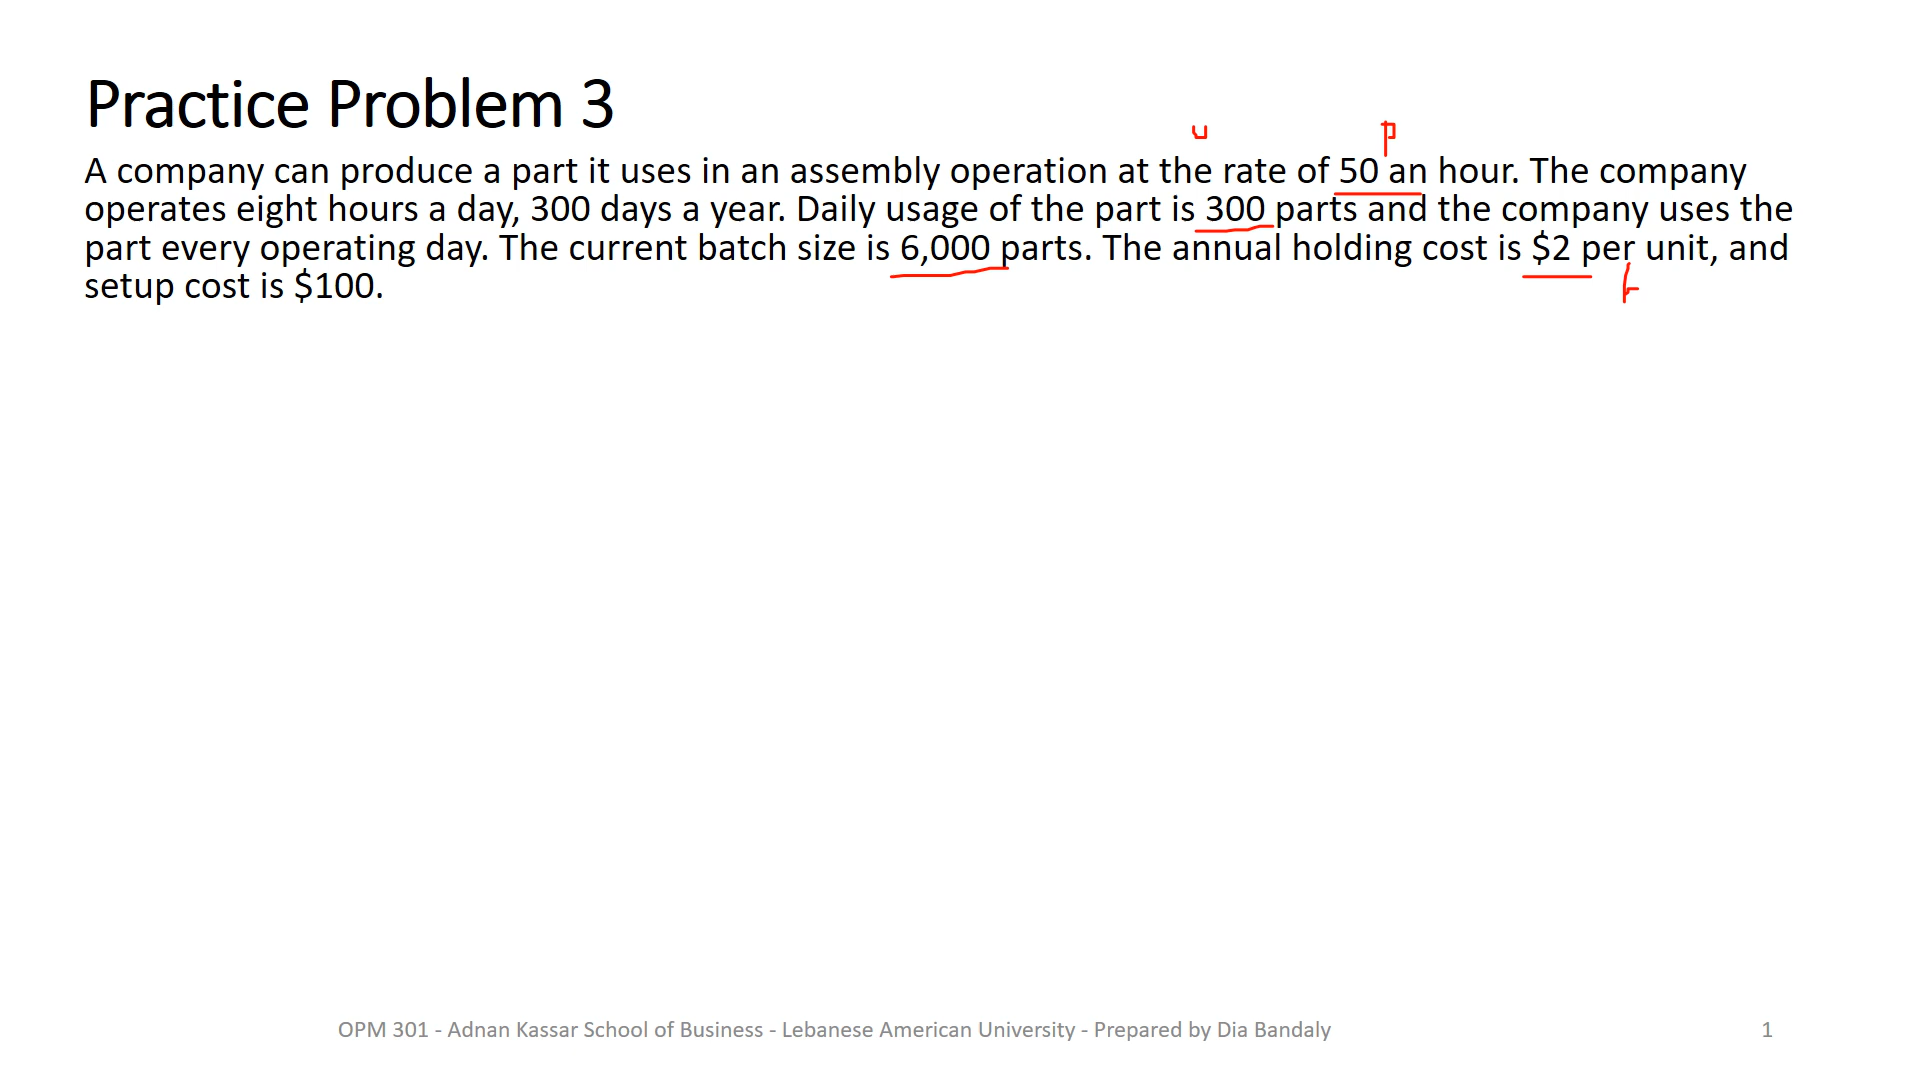 Practice Problem 3
u p
A company can produce a part it uses in an assembly operation at the rate of 50 an hour. The company
operates eight hours a day, 300 days a year. Daily usage of the part is 300 parts and the company uses the
part every operating day. The current batch size is 6,000 parts. The annual holding cost is $2 per unit, and
setup cost is $100.
OPM 301 - Adnan Kassar School of Business - Lebanese American University - Prepared by Dia Bandaly
1